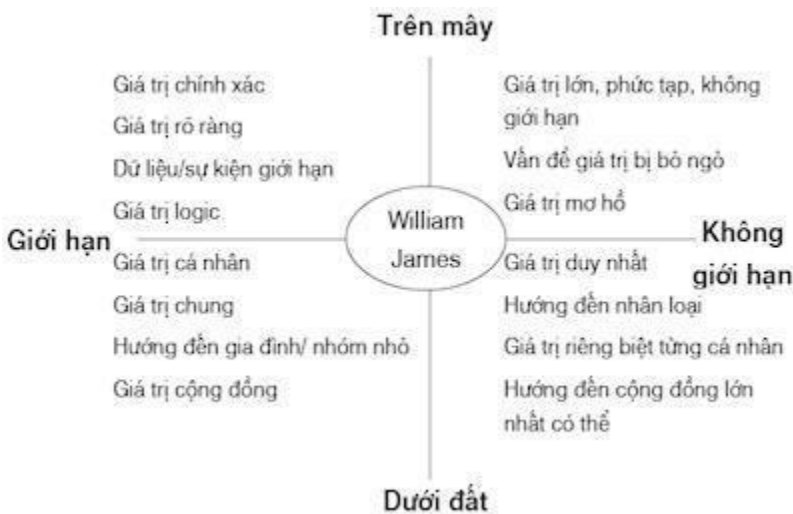 Trên mây
Giá trị chính xác
Giá trị rõ ràng
Dữ liệu/sự kiện giới hạn
Giá trị logic
Giá trị lớn, phức tạp, không
giới hạn
Vấn đề giá trị bị bỏ ngỏ
Giá trị mơ hồ
Giới hạn
William
James
Không
giới hạn
Giá trị cá nhân
Giá trị chung
Hướng đến gia đình/ nhóm nhỏ
Giá trị cộng đồng
Giá trị duy nhất
Hướng đến nhân loại
Giá trị riêng biệt từng cá nhân
Hướng đến cộng đồng lớn
nhất có thể
Dưới đất